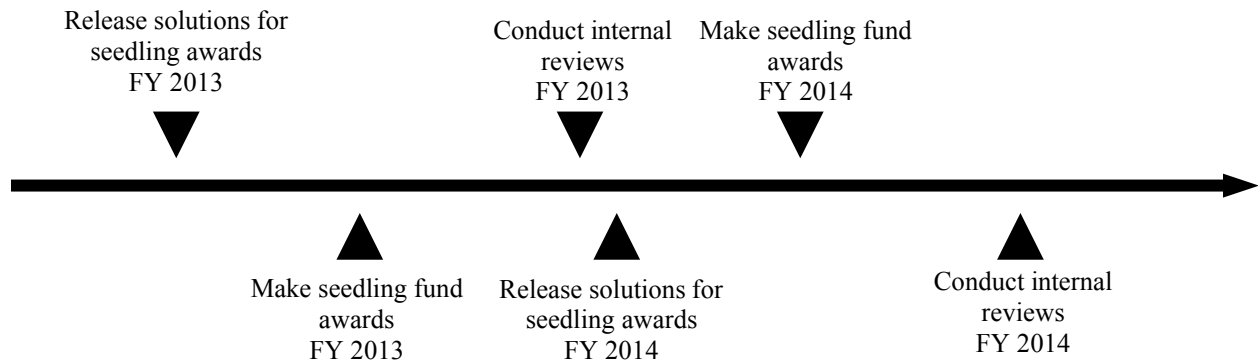 Release solutions for
seedling awards
FY 2013
Conduct internal
reviews
FY 2013
Make seedling fund
awards
FY 2014
Make seedling fund
awards
FY 2013
Release solutions for
seedling awards
FY 2014
Conduct internal
reviews
FY 2014